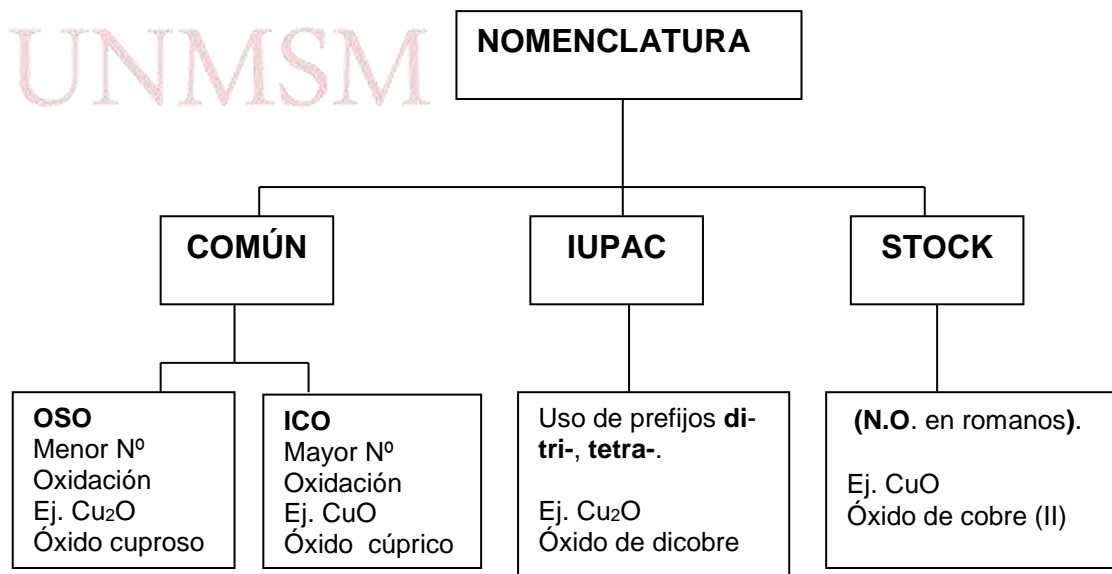 UNMSM
NOMENCLATURA
COMÚN
IUPAC
STOCK
OSO
Menor Nº
Oxidación
Ej. Cu₂O
Óxido cuproso
ICO
Mayor Nº
Oxidación
Ej. CuO
Óxido cúprico
Uso de prefijos di-
tri-, tetra-.
Ej. Cu₂O
Óxido de dicobre
(N.O. en romanos).
Ej. CuO
Óxido de cobre (II)